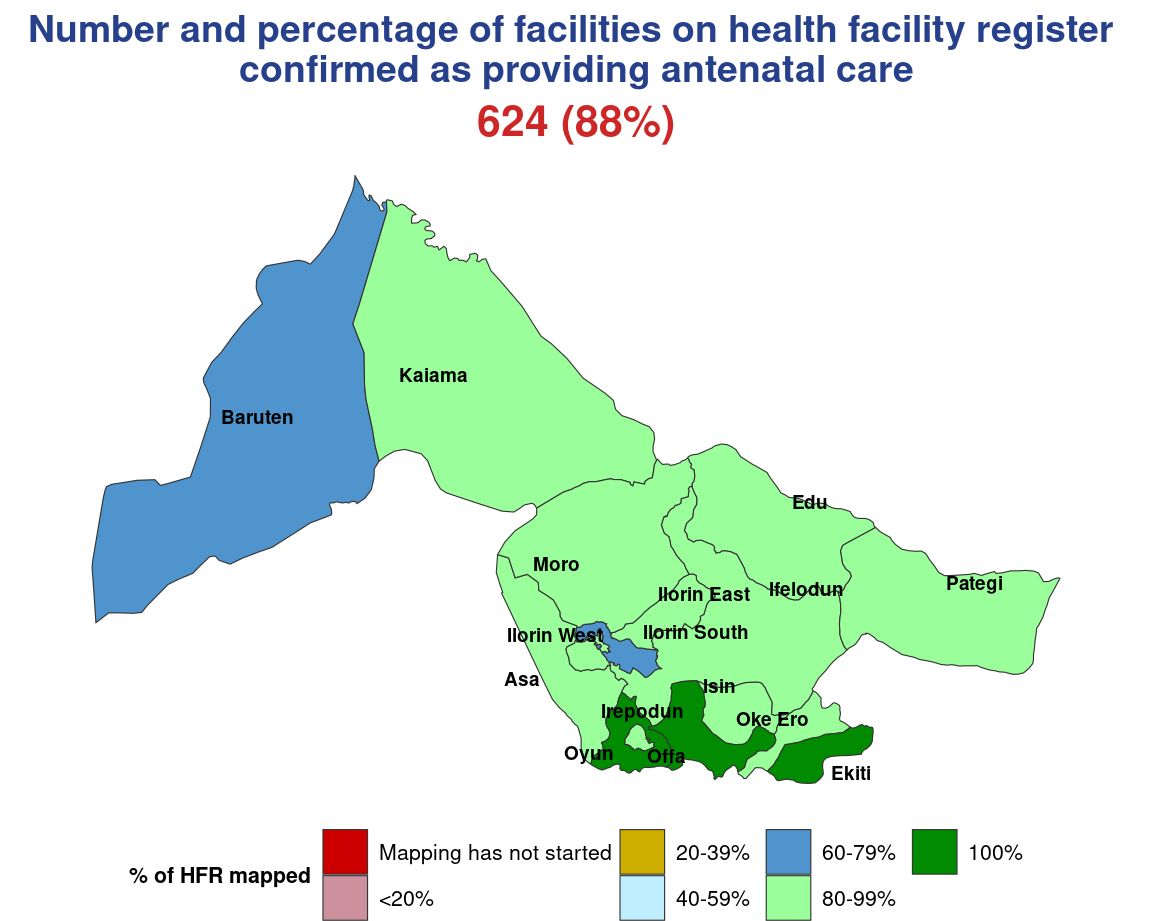 Number and percentage of facilities on health facility register
confirmed as providing antenatal care
624 (88%)
Kaiama
Baruten
Edu
Moro
Pategi
Ifelodun
Ilorin East
Ilorin South
Ilorin West
Asa
Isin
Irepodun
Oke Ero
Oyun
Offa
Ekiti
% of HFR mapped
Mapping has not started
<20%
20-39%
40-59%
60-79%
80-99%
100%